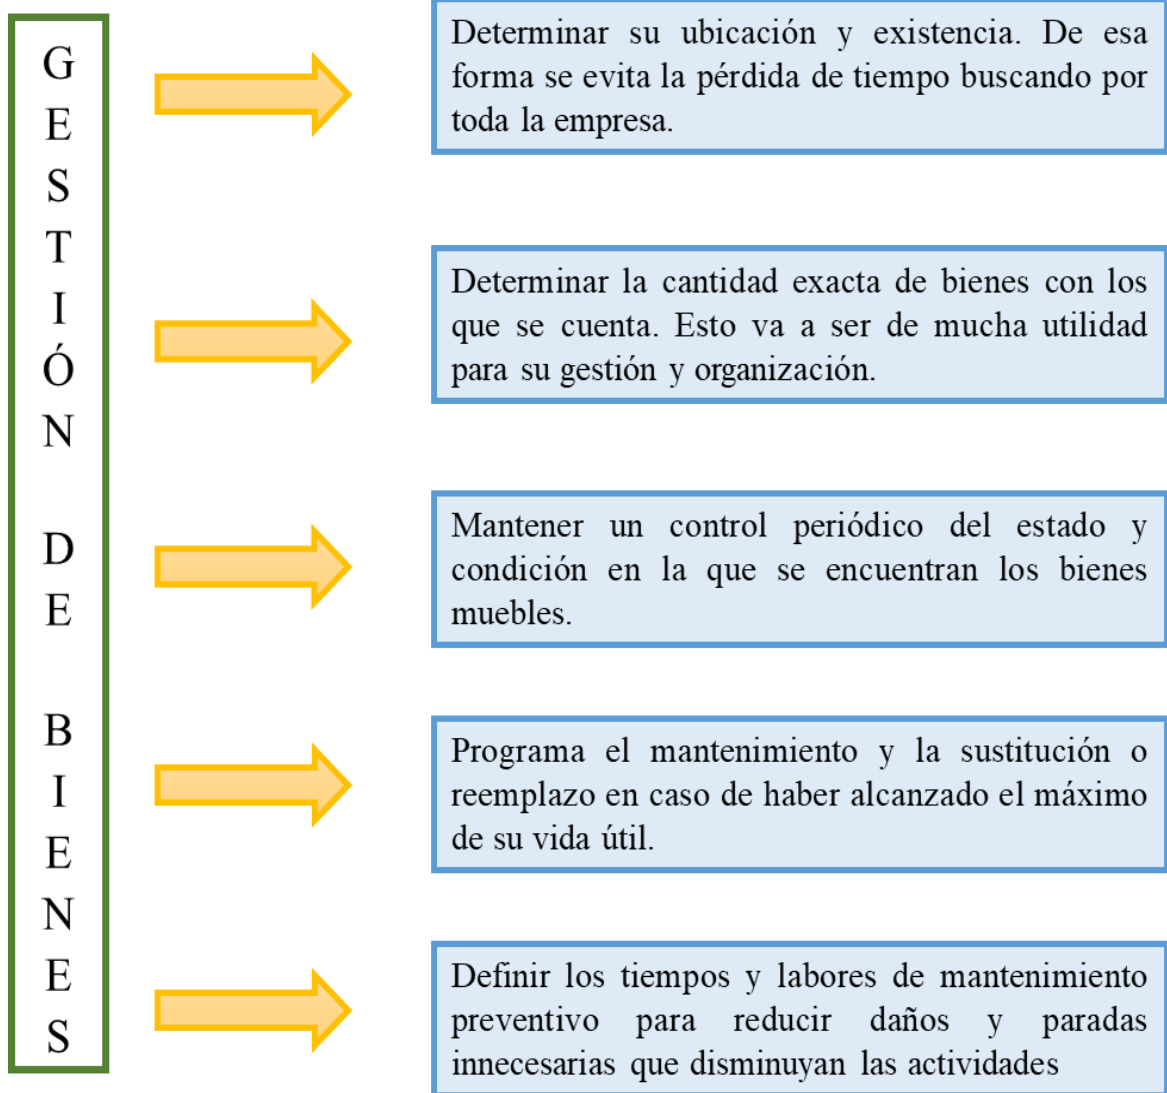 GESTIÓN DE BIENES
Determinar su ubicación y existencia. De esa
forma se evita la pérdida de tiempo buscando por
toda la empresa.
Determinar la cantidad exacta de bienes con los
que se cuenta. Esto va a ser de mucha utilidad
para su gestión y organización.
Mantener un control periódico del estado y
condición en la que se encuentran los bienes
muebles.
Programa el mantenimiento y la sustitución o
reemplazo en caso de haber alcanzado el máximo
de su vida útil.
Definir los tiempos y labores de mantenimiento
preventivo para reducir daños y paradas
innecesarias que disminuyan las actividades